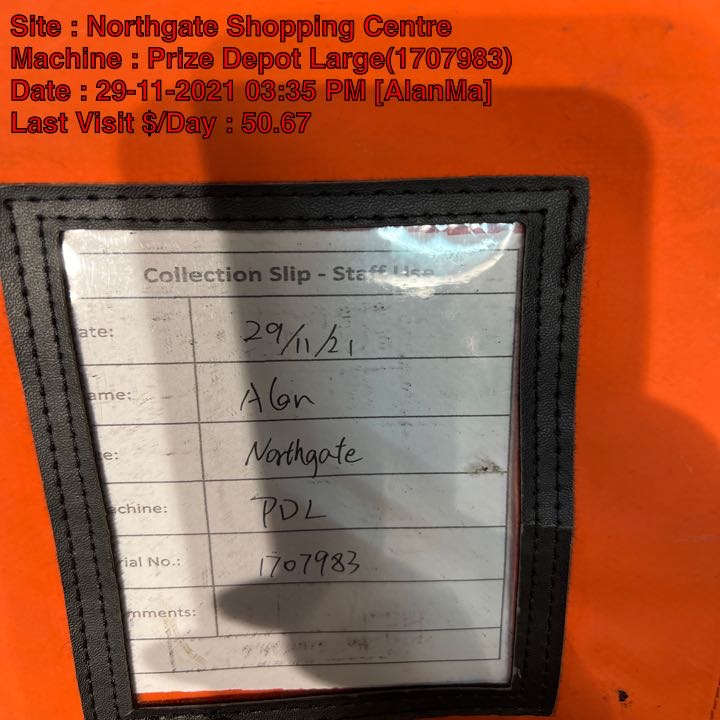 Site : Northgate Shopping Centre
Machine : Prize Depot Large(1707983)
Date : 29-11-2021 03:35 PM [AlanMa]
Last Visit $/Day : 50.67
Collection Slip - Staff Use
ate: 29/11/21
ame: Alan
e: Northgate
achine: PDL
rial No.: 1707983
mments: